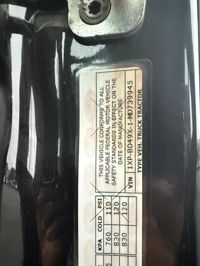 THIS VEHICLE CONFORMS TO ALL
APPLICABLE FEDERAL MOTOR VEHICLE
SAFETY STANDARDS IN EFFECT ON THE
DATE OF MANUFACTURE
VIN 1XP-BD49X-1-MD739945
TYPE VEH. TRUCK TRACTOR
KPA COLD PSI
760 110
830 120
830 120